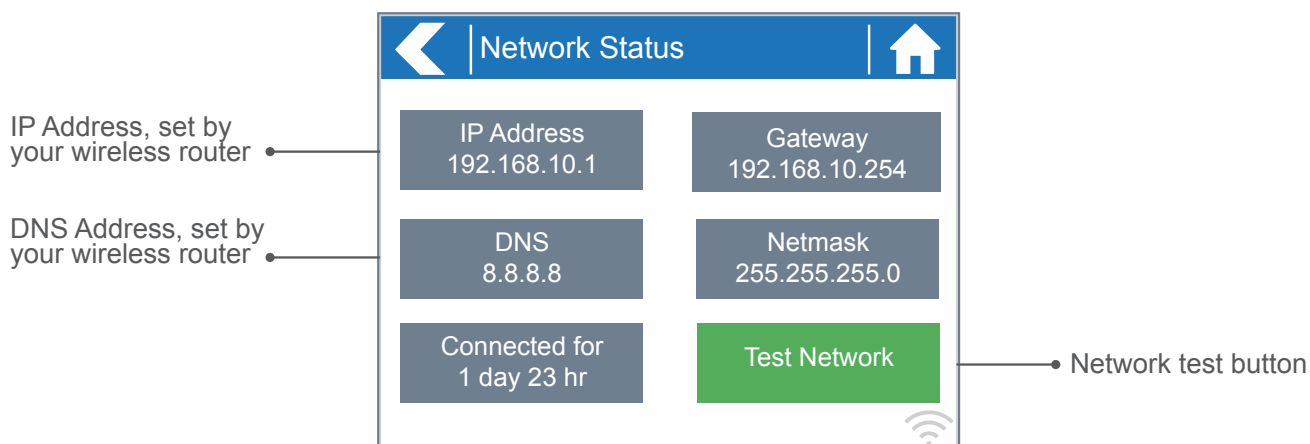 Network Status
IP Address, set by
your wireless router
IP Address
192.168.10.1
Gateway
192.168.10.254
DNS Address, set by
your wireless router
DNS
8.8.8.8
Netmask
255.255.255.0
Connected for
1 day 23 hr
Test Network
Network test button